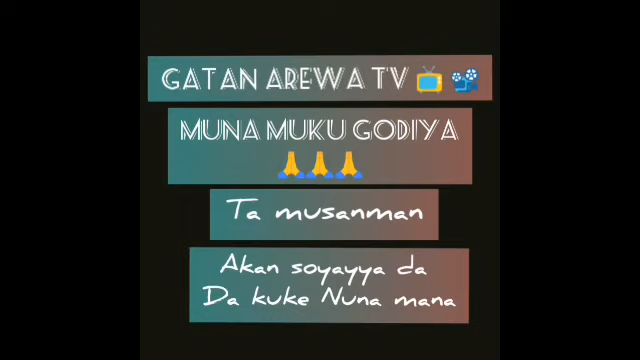 GATAN AREWA TV 📺 📽
MUNA MUKU GODIYA
🙏🙏🙏
Ta musanman
Akan soyayya da
Da kuke Nuna mana